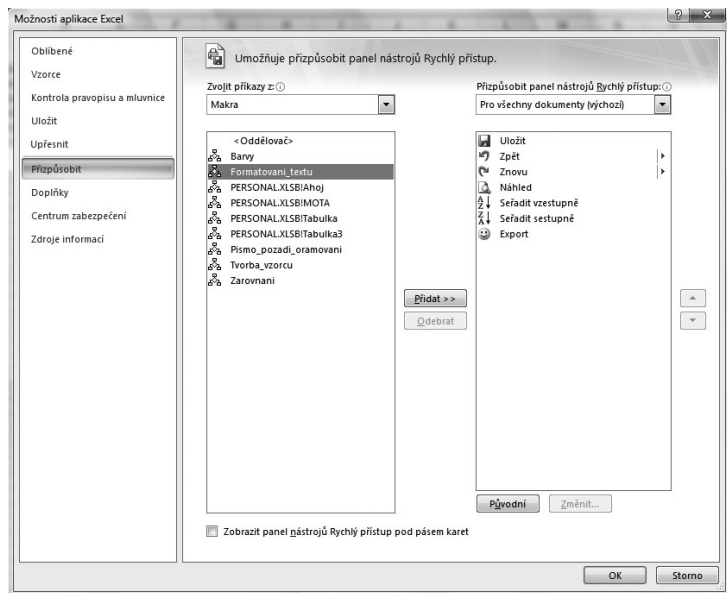 Možnosti aplikace Excel
Oblíbené
Vzorce
Kontrola pravopisu a mluvnice
Uložit
Upřesnit
Přizpůsobit
Doplňky
Centrum zabezpečení
Zdroje informací
Umožňuje přizpůsobit panel nástrojů Rychlý přístup.
Zvolit příkazy z:
Makra
<Oddělovač>
Barvy
Formatovani_textu
PERSONAL.XLSB!Ahoj
PERSONAL.XLSB!MOTA
PERSONAL.XLSB!Tabulka
PERSONAL.XLSB!Tabulka3
Pismo_pozadi_oramovani
Tvorba_vzorcu
Zarovnani
Přidat >>
Odebrat
Přizpůsobit panel nástrojů Rychlý přístup:
Pro všechny dokumenty (výchozí)
Uložit
Zpět
Znovu
Náhled
Seřadit vzestupně
Seřadit sestupně
Export
Původní
Změnit...
Zobrazit panel nástrojů Rychlý přístup pod pásem karet
OK
Storno